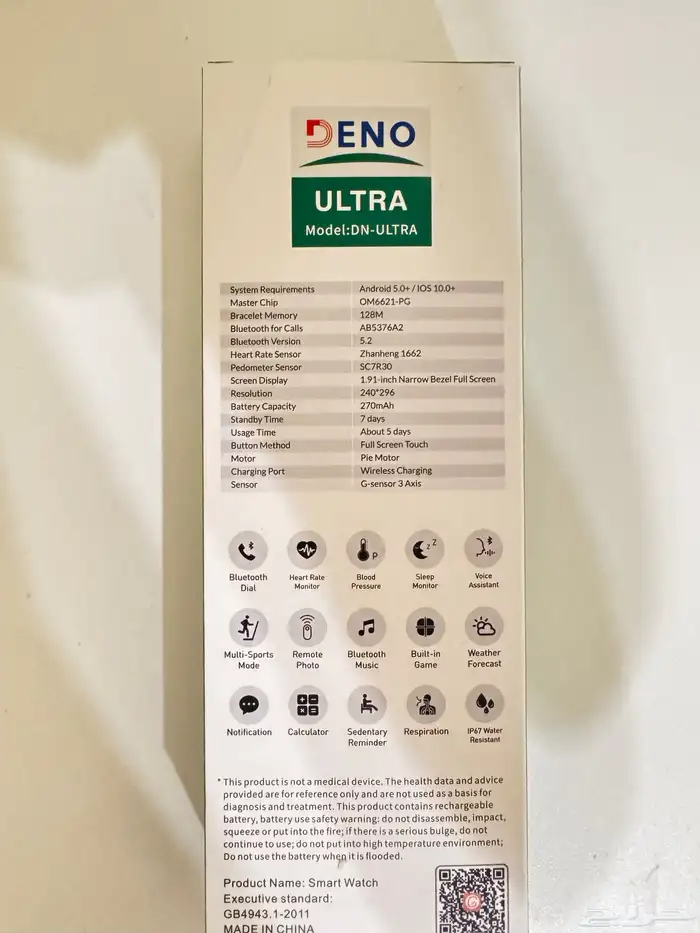 DENO
ULTRA
Model:DN-ULTRA
System Requirements Android 5.0+ / IOS 10.0+
Master Chip OM6621-PG
Bracelet Memory 128M
Bluetooth for Calls AB5376A2
Bluetooth Version 5.2
Heart Rate Sensor Zhanheng 1662
Pedometer Sensor SC7R30
Screen Display 1.91-inch Narrow Bezel Full Screen
Resolution 240*296
Battery Capacity 270mAh
Standby Time 7 days
Usage Time About 5 days
Button Method Full Screen Touch
Motor Pie Motor
Charging Port Wireless Charging
Sensor G-sensor 3 Axis
P
z z
Bluetooth Heart Rate Blood Sleep Voice
Dial Monitor Pressure Monitor Assistant
Multi-Sports Remote Bluetooth Built-in Weather
Mode Photo Music Game Forecast
Notification Calculator Sedentary Respiration IP67 Water
Reminder Resistant
* This product is not a medical device. The health data and advice
provided are for reference only and are not used as a basis for
diagnosis and treatment. This product contains rechargeable
battery, battery use safety warning: do not disassemble, impact,
squeeze or put into the fire; if there is a serious bulge, do not
continue to use; do not put into high temperature environment;
Do not use the battery when it is flooded.
Product Name: Smart Watch
Executive standard:
GB4943.1-2011
MADE IN CHINA
حراج